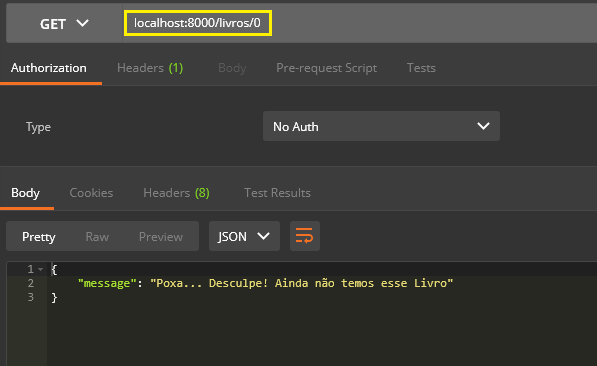 GET localhost:8000/livros/0
Authorization Headers (1) Body Pre-request Script Tests
Type No Auth
Body Cookies Headers (8) Test Results
Pretty Raw Preview JSON
1 {
2 "message": "Poxa... Desculpe! Ainda não temos esse Livro"
3 }